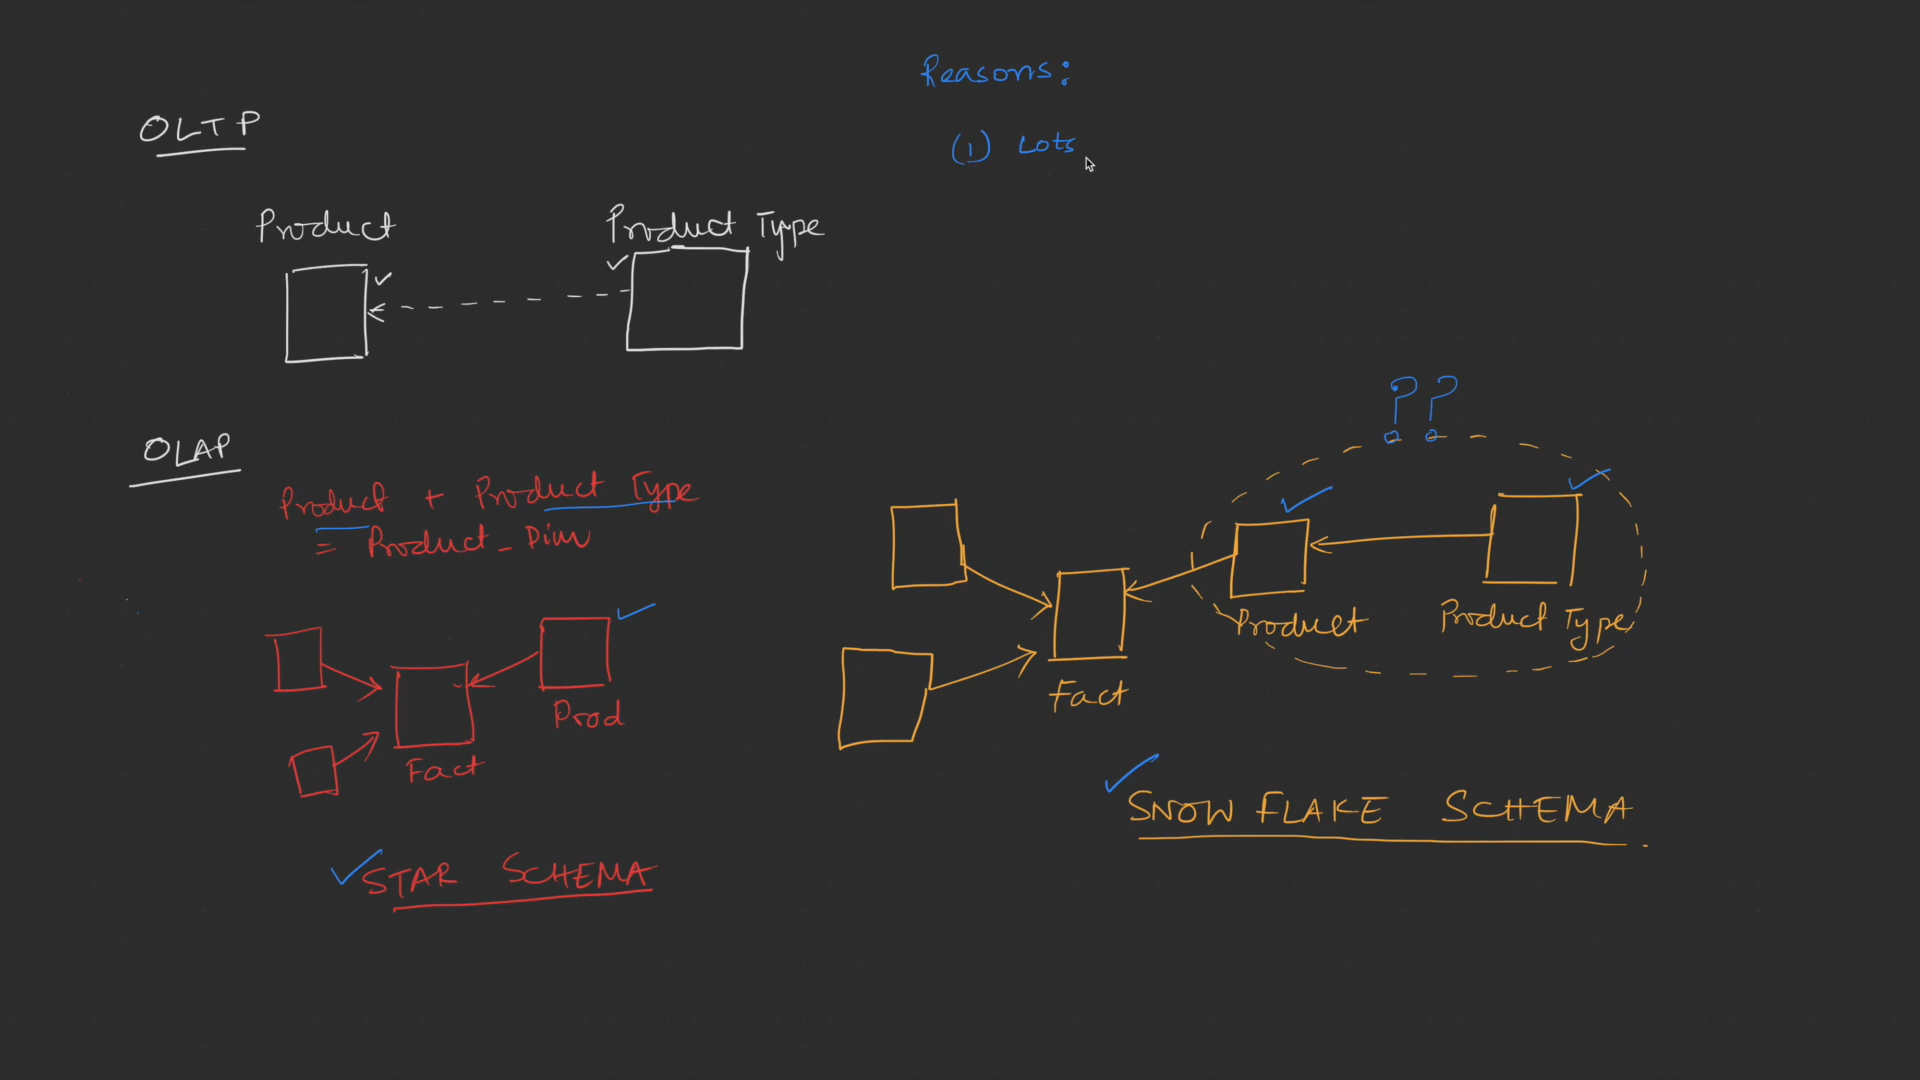 Reasons:
(1) Lots
OLTP
Product
Product Type
OLAP
Product + Product Type
= Product_Dim
Prod
Fact
STAR SCHEMA
??
Product
Product Type
Fact
SNOW FLAKE SCHEMA